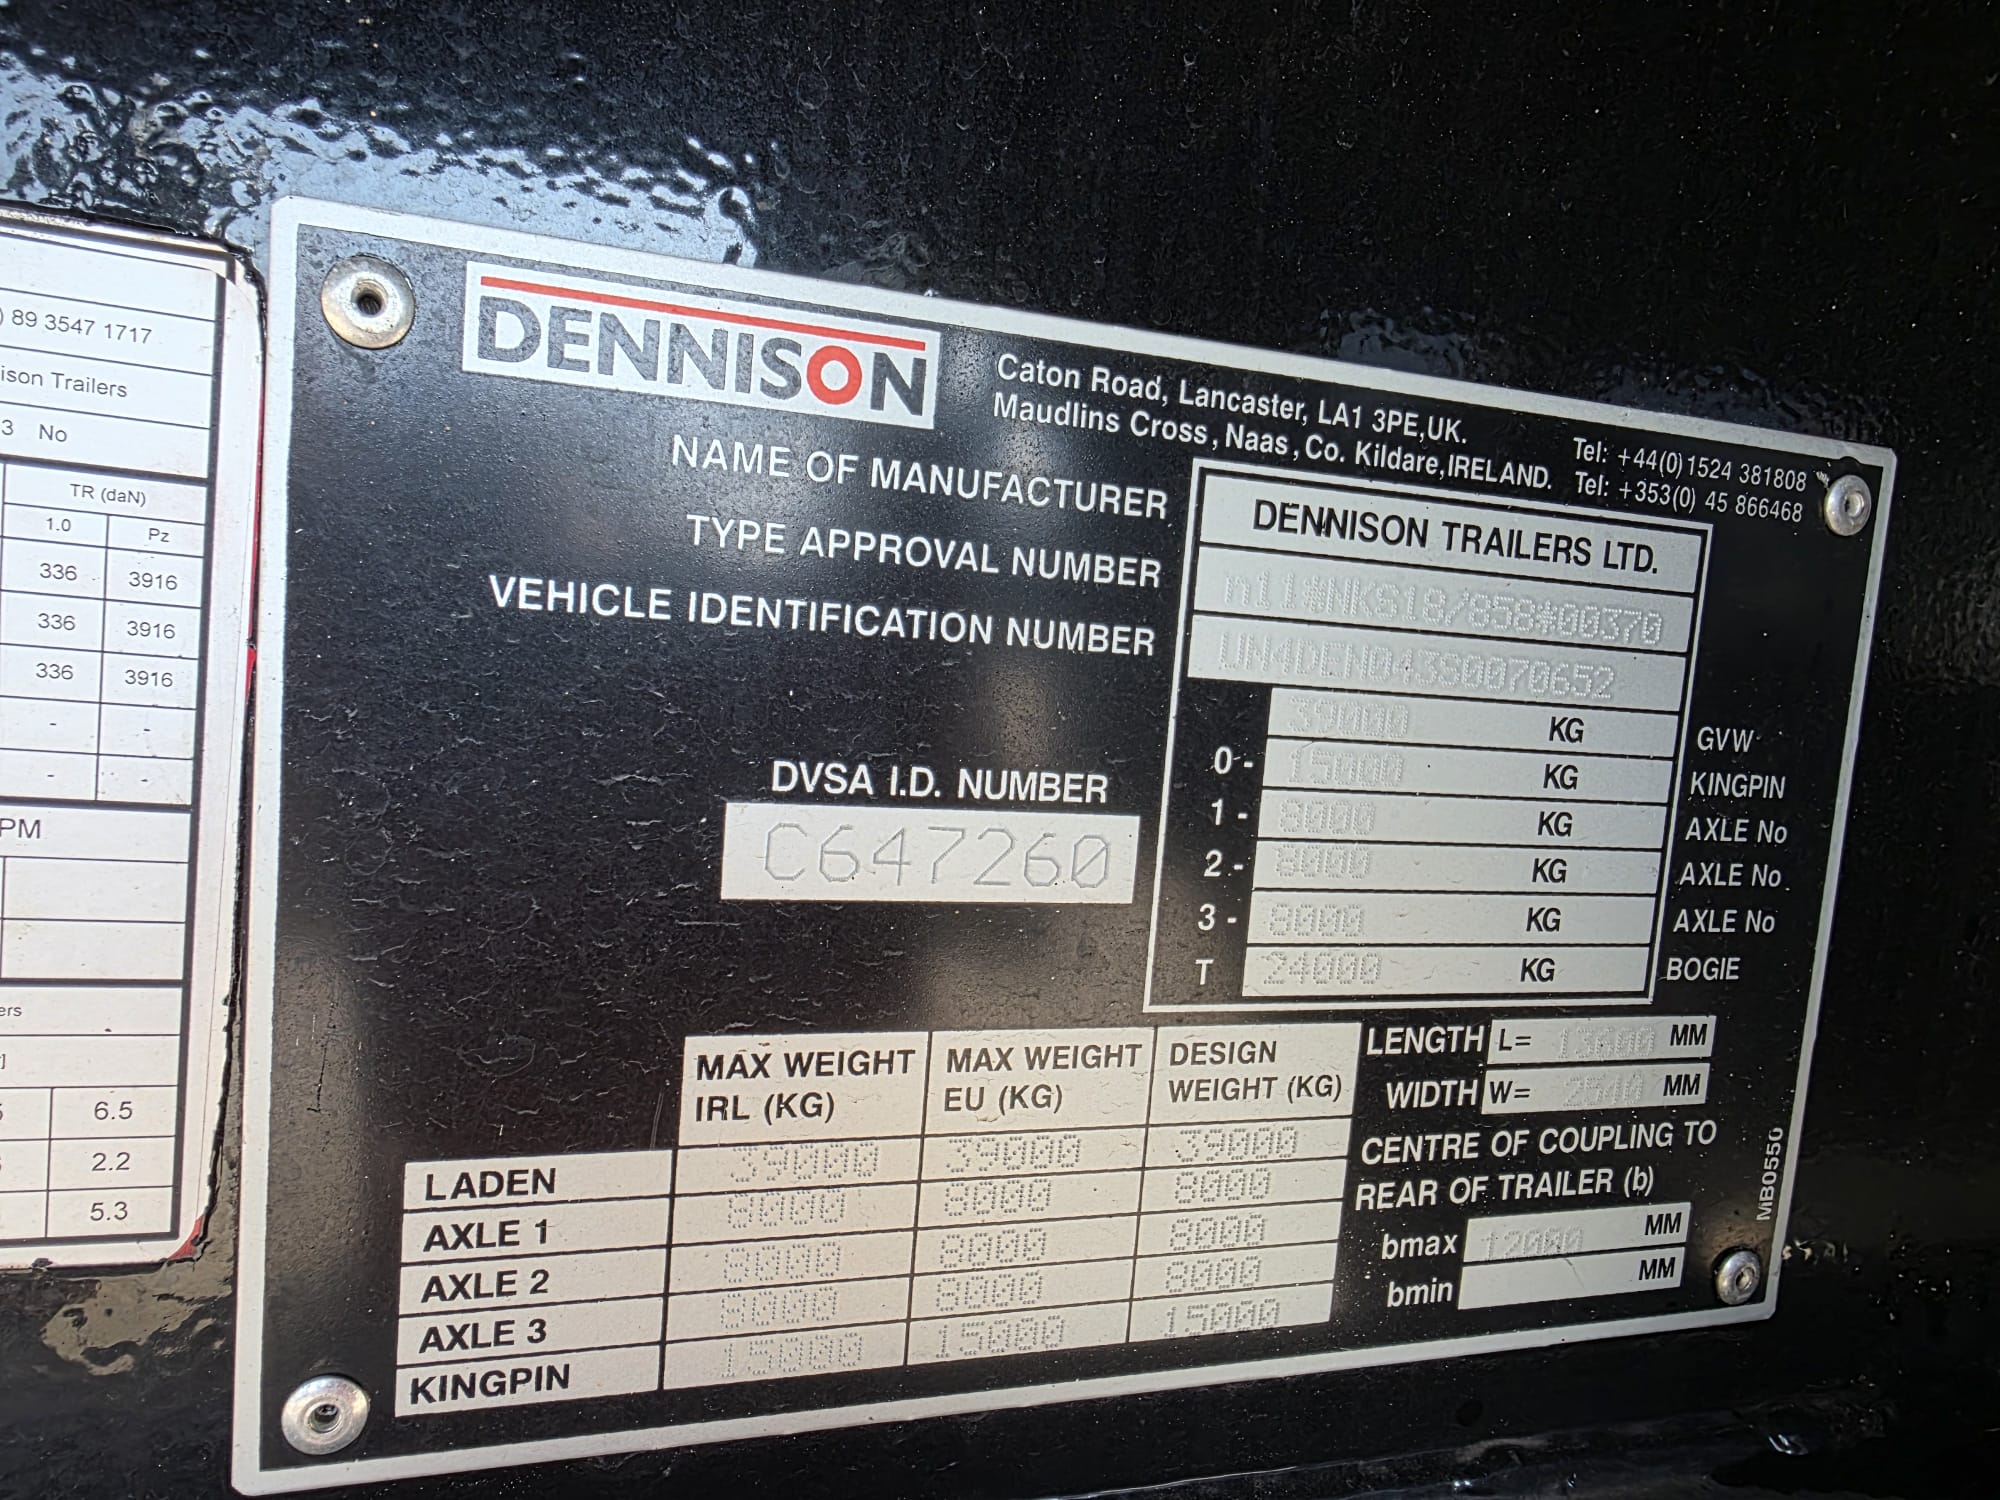 ) 89 3547 1717
ison Trailers
3 No
TR (daN)
1.0 Pz
336 3916
336 3916
336 3916
- -
- -
PM
ers
6.5
2.2
5.3
DENNISON
Caton Road, Lancaster, LA1 3PE,UK.
Maudlins Cross, Naas, Co. Kildare, IRELAND.
Tel: +44(0) 1524 381808
Tel: +353(0) 45 866468
NAME OF MANUFACTURER DENNISON TRAILERS LTD.
TYPE APPROVAL NUMBER n11*NKS18/858*00370
VEHICLE IDENTIFICATION NUMBER UN4DEN043S0070652
39000 KG GVW
0- 15000 KG KINGPIN
1- 8000 KG AXLE No
2- 8000 KG AXLE No
3- 8000 KG AXLE No
T 24000 KG BOGIE
DVSA I.D. NUMBER
C647260
MAX WEIGHT IRL (KG) MAX WEIGHT EU (KG) DESIGN WEIGHT (KG)
LADEN 39000 39000 39000
AXLE 1 8000 8000 8000
AXLE 2 8000 8000 8000
AXLE 3 8000 8000 8000
KINGPIN 15000 15000 15000
LENGTH L= 13600 MM
WIDTH W= 2540 MM
CENTRE OF COUPLING TO
REAR OF TRAILER (b)
bmax 12000 MM
bmin MM
MB0550